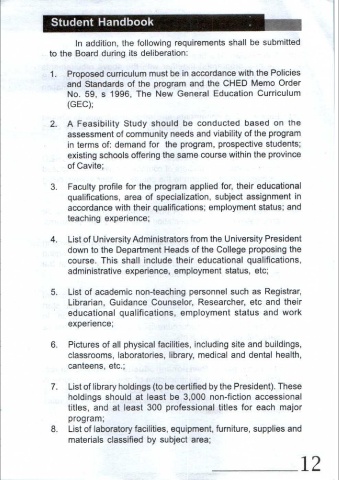 Student Handbook
In addition, the following requirements shall be submitted
to the Board during its deliberation:
1. Proposed curriculum must be in accordance with the Policies
and Standards of the program and the CHED Memo Order
No. 59, s 1996, The New General Education Curriculum
(GEC);
2. A Feasibility Study should be conducted based on the
assessment of community needs and viability of the program
in terms of: demand for the program, prospective students;
existing schools offering the same course within the province
of Cavite;
3. Faculty profile for the program applied for, their educational
qualifications, area of specialization, subject assignment in
accordance with their qualifications; employment status; and
teaching experience;
4. List of University Administrators from the University President
down to the Department Heads of the College proposing the
course. This shall include their educational qualifications,
administrative experience, employment status, etc;
5. List of academic non-teaching personnel such as Registrar,
Librarian, Guidance Counselor, Researcher, etc and their
educational qualifications, employment status and work
experience;
6. Pictures of all physical facilities, including site and buildings,
classrooms, laboratories, library, medical and dental health,
canteens, etc.;
7. List of library holdings (to be certified by the President). These
holdings should at least be 3,000 non-fiction accessional
titles, and at least 300 professional titles for each major
program;
8. List of laboratory facilities, equipment, furniture, supplies and
materials classified by subject area;
12